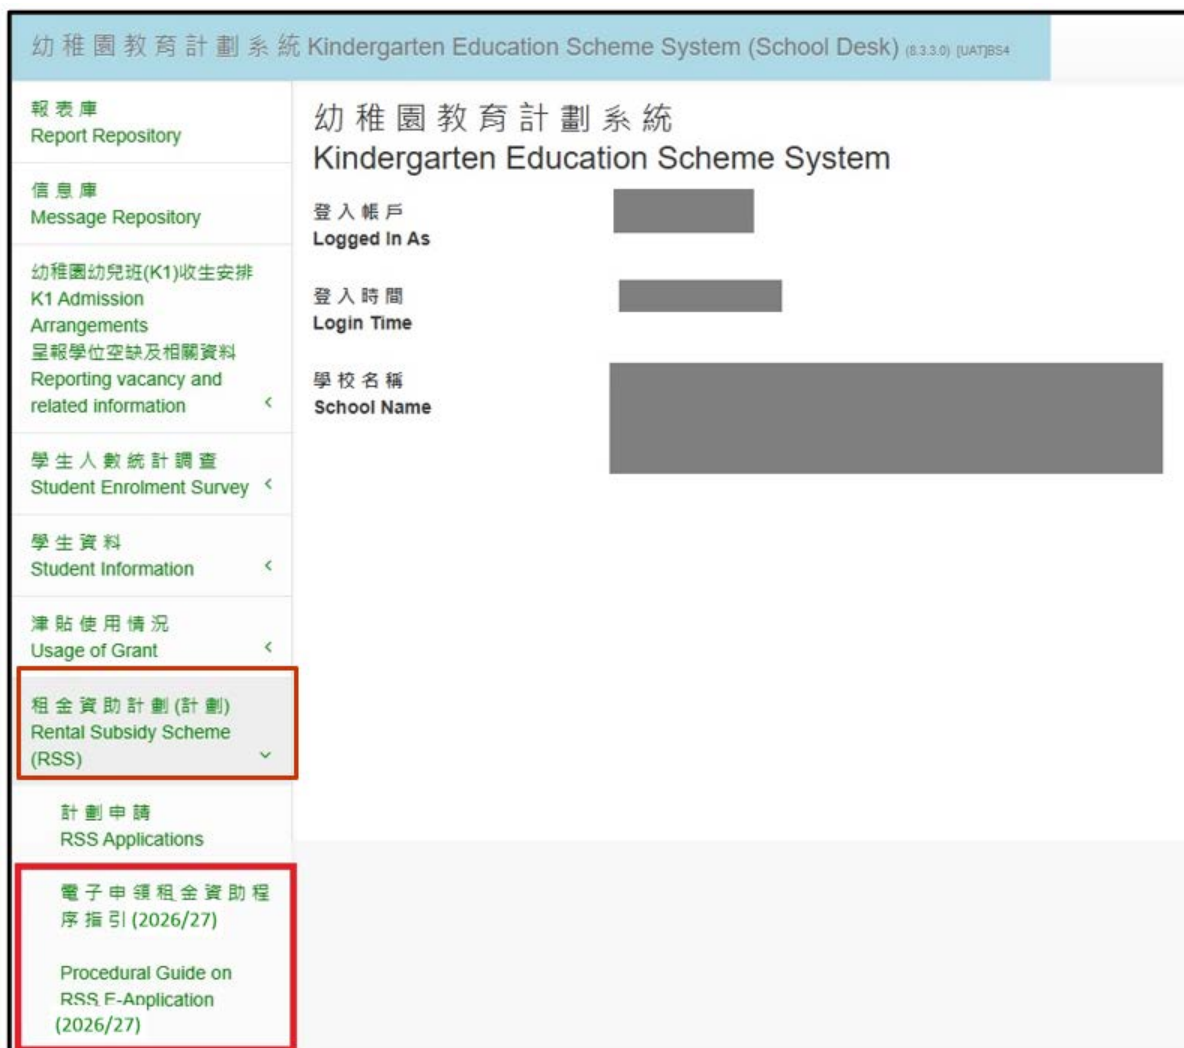 幼稚園教育計劃系統 Kindergarten Education Scheme System (School Desk) (8.3.3.0) [UAT]BS4
報表庫
Report Repository
信息庫
Message Repository
幼稚園幼兒班(K1)收生安排
K1 Admission
Arrangements
呈報學位空缺及相關資料
Reporting vacancy and
related information
學生人數統計調查
Student Enrolment Survey
學生資料
Student Information
津貼使用情況
Usage of Grant
租金資助計劃(計劃)
Rental Subsidy Scheme
(RSS)
計劃申請
RSS Applications
電子申領租金資助程
序指引(2026/27)
Procedural Guide on
RSS E-Application
(2026/27)
幼稚園教育計劃系統
Kindergarten Education Scheme System
登入帳戶
Logged In As
登入時間
Login Time
學校名稱
School Name